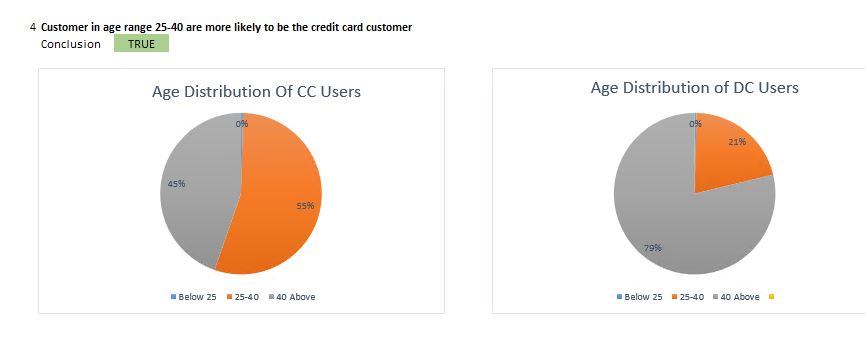 4 Customer in age range 25-40 are more likely to be the credit card customer
Conclusion TRUE
Age Distribution Of CC Users
0%
45%
55%
Below 25 25-40 40 Above
Age Distribution of DC Users
0%
21%
79%
Below 25 25-40 40 Above